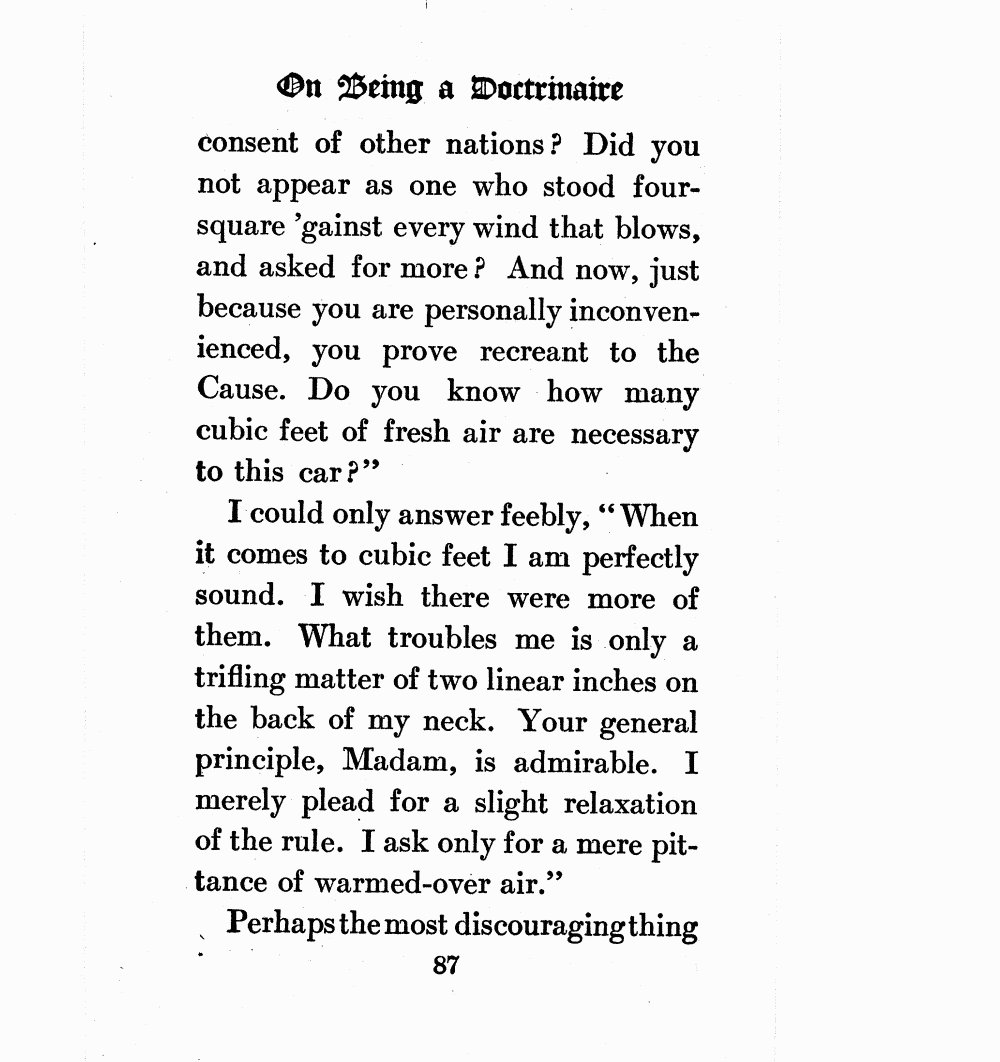 On Being a Doctrinaire
consent of other nations? Did you
not appear as one who stood four-
square 'gainst every wind that blows,
and asked for more? And now, just
because you are personally inconven-
ienced, you prove recreant to the
Cause. Do you know how many
cubic feet of fresh air are necessary
to this car?"
I could only answer feebly, "When
it comes to cubic feet I am perfectly
sound. I wish there were more of
them. What troubles me is only a
trifling matter of two linear inches on
the back of my neck. Your general
principle, Madam, is admirable. I
merely plead for a slight relaxation
of the rule. I ask only for a mere pit-
tance of warmed-over air."
Perhaps the most discouraging thing
87